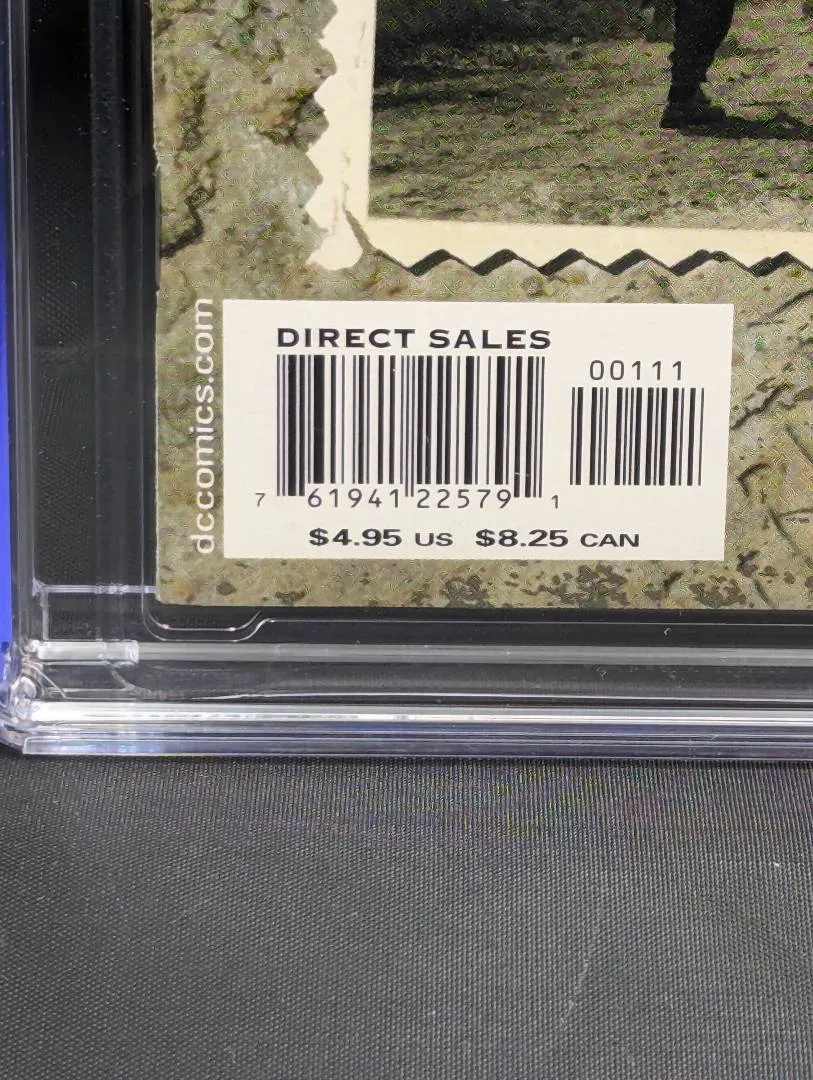 dccomics.com
DIRECT SALES
00111
7 61941 22579 1
$4.95 US $8.25 CAN